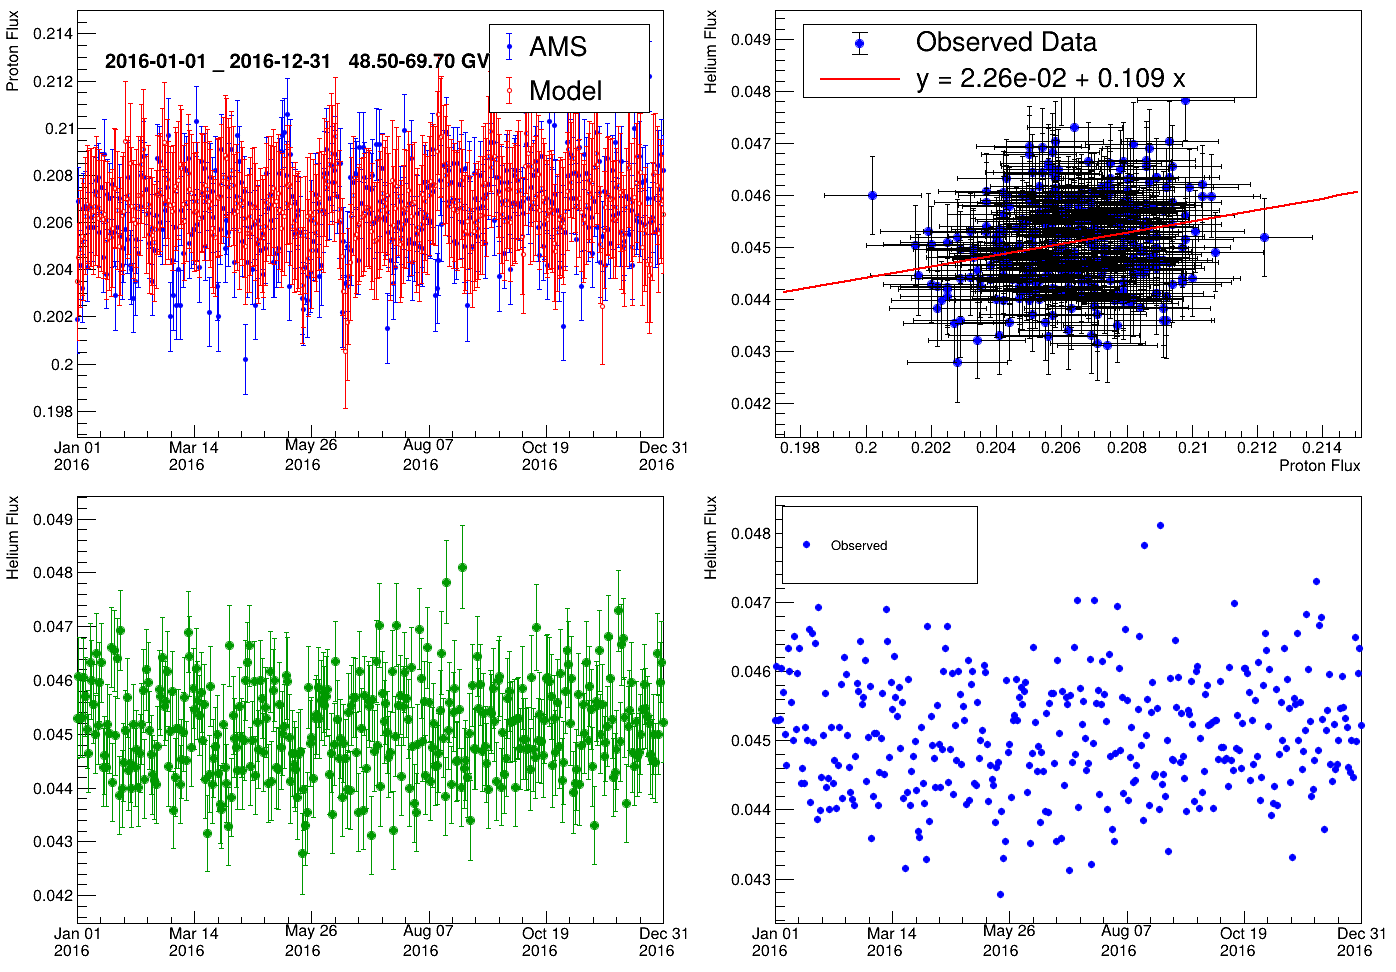 Proton Flux
0.214
0.212
0.21
0.208
0.206
0.204
0.202
0.2
0.198
2016-01-01 _ 2016-12-31 48.50-69.70 GV
AMS
Model
Jan 01
2016
Mar 14
2016
May 26
2016
Aug 07
2016
Oct 19
2016
Dec 31
2016
Helium Flux
0.049
0.048
0.047
0.046
0.045
0.044
0.043
0.042
Observed Data
y = 2.26e-02 + 0.109 x
0.198
0.2
0.202
0.204
0.206
0.208
0.21
0.212
0.214
Proton Flux
Helium Flux
0.049
0.048
0.047
0.046
0.045
0.044
0.043
0.042
Jan 01
2016
Mar 14
2016
May 26
2016
Aug 07
2016
Oct 19
2016
Dec 31
2016
Helium Flux
0.048
0.047
0.046
0.045
0.044
0.043
Observed
Jan 01
2016
Mar 14
2016
May 26
2016
Aug 07
2016
Oct 19
2016
Dec 31
2016